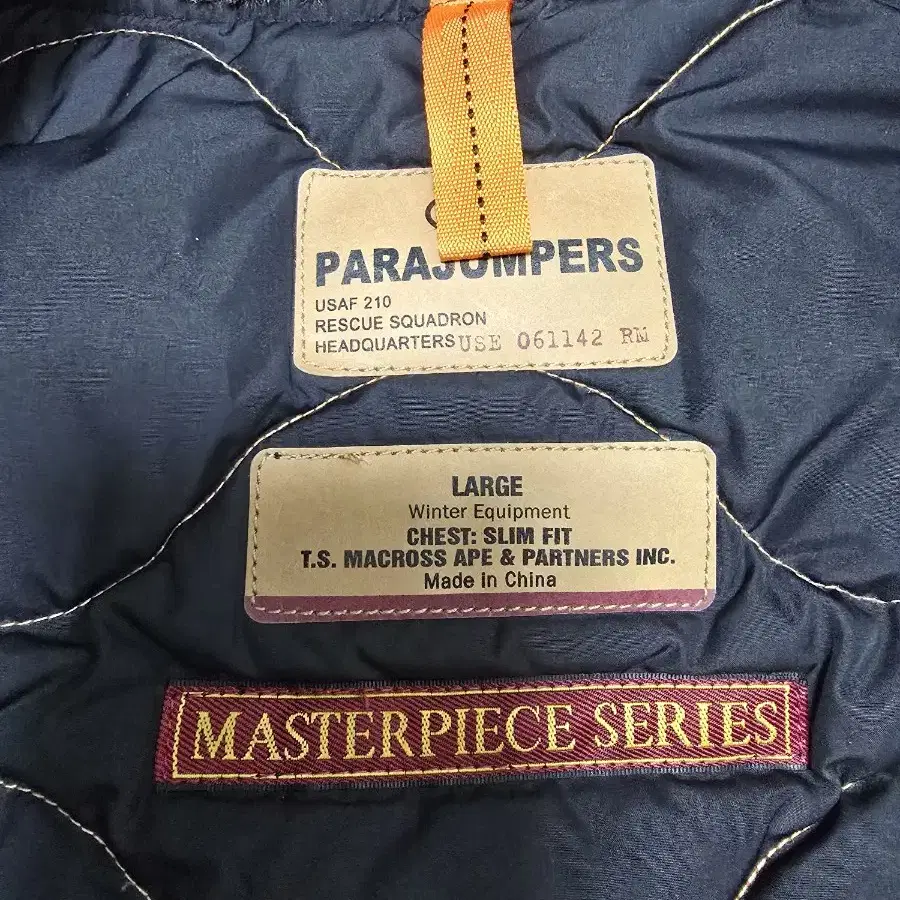 PARAJUMPERS
USAF 210
RESCUE SQUADRON
HEADQUARTERS USE 061142 RM
LARGE
Winter Equipment
CHEST: SLIM FIT
T.S. MACROSS APE & PARTNERS INC.
Made in China
MASTERPIECE SERIES